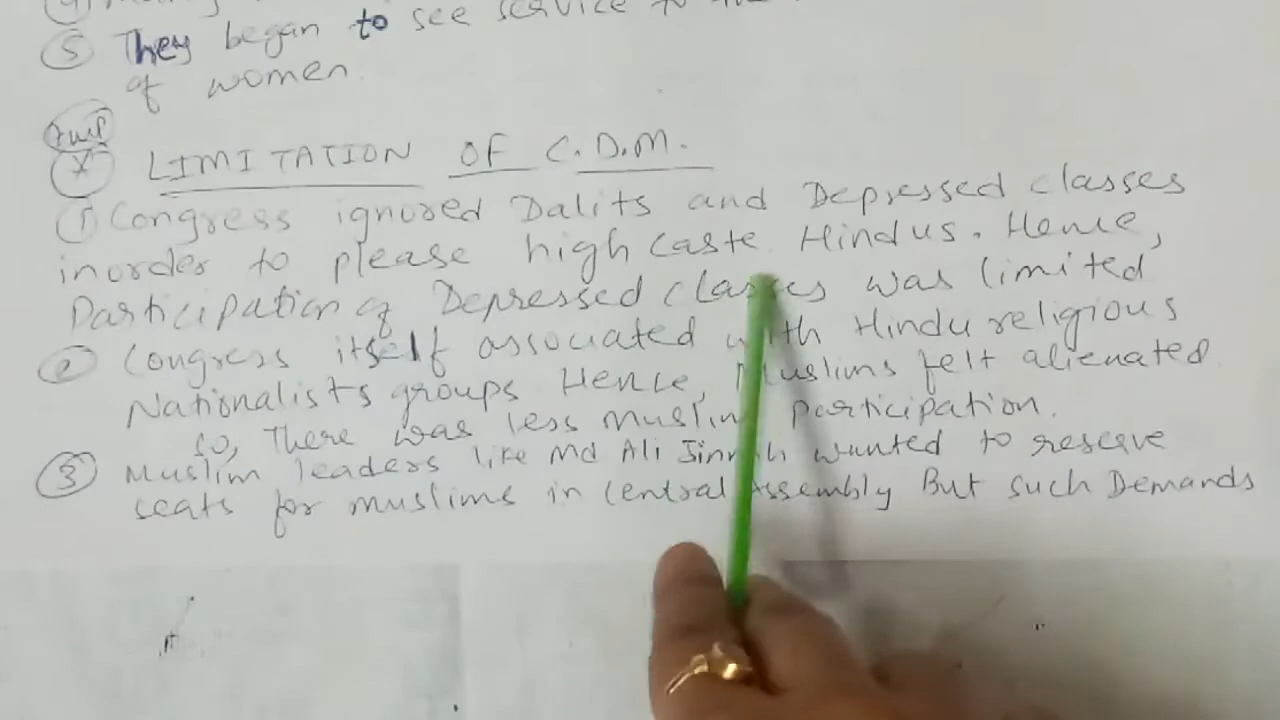 ⑤ They began to see service to the
of women.
Imp
* LIMITATION OF C.D.M.
① Congress ignored Dalits and Depressed classes
inorder to please high caste Hindus. Hence,
Participation of Depressed classes was limited
② Congress itself associated with Hindu religious
Nationalists groups Hence, Muslims felt alienated.
So, There was less muslim participation.
③ Muslim leaders like Md Ali Jinnah wanted to reserve
seats for muslims in Central Assembly But such Demands